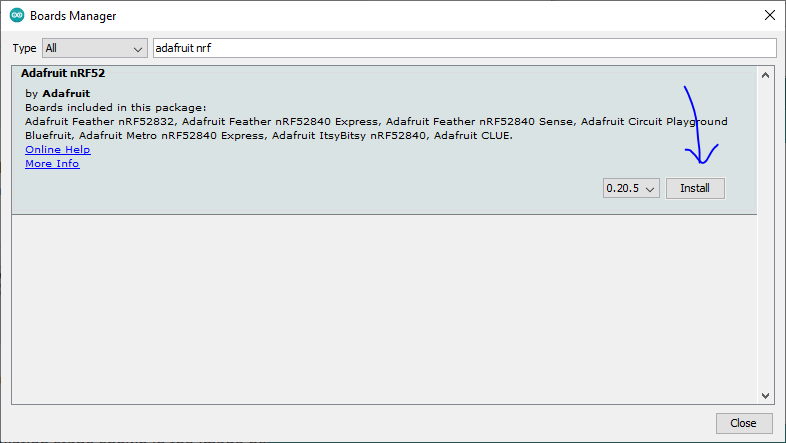 Boards Manager
Type All adafruit nrf
Adafruit nRF52
by Adafruit
Boards included in this package:
Adafruit Feather nRF52832, Adafruit Feather nRF52840 Express, Adafruit Feather nRF52840 Sense, Adafruit Circuit Playground
Bluefruit, Adafruit Metro nRF52840 Express, Adafruit ItsyBitsy nRF52840, Adafruit CLUE.
Online Help
More Info
0.20.5 Install
Close